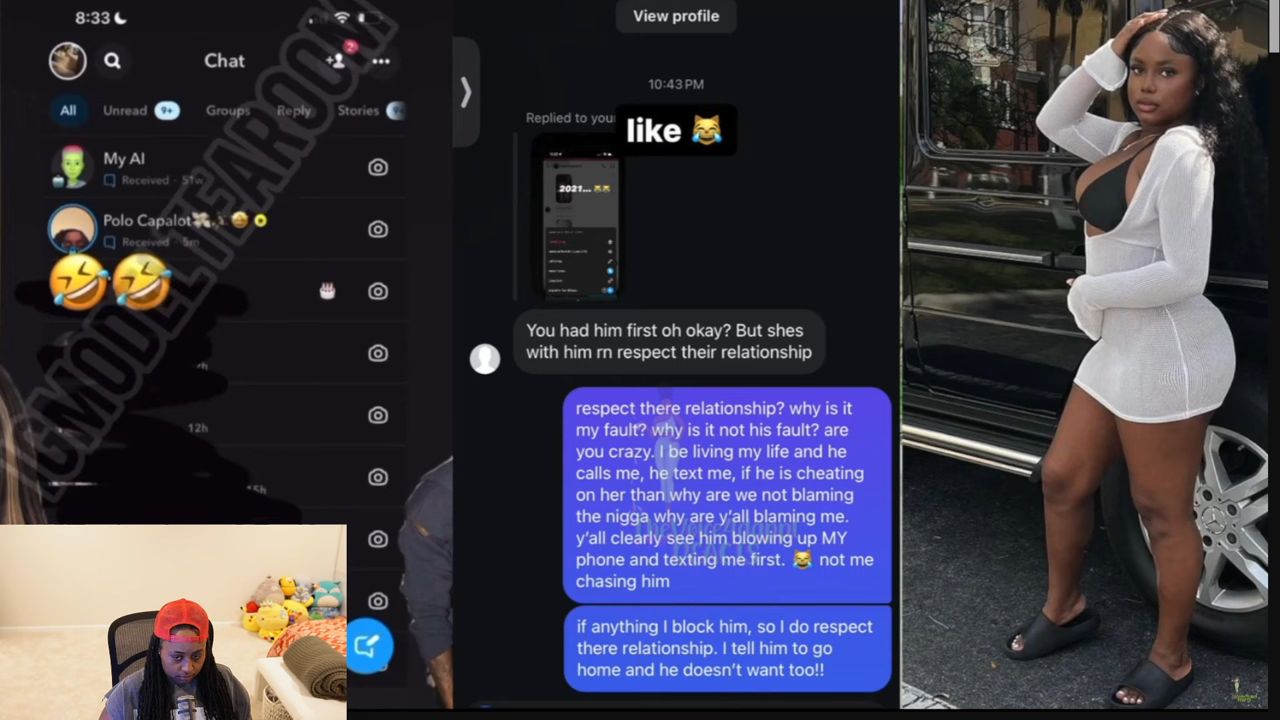 8:33
Chat
2
All
Unread 9+
Groups
Reply
Stories
My AI
Received · 51w
Polo Capalot
Received · 5m
12h
IGMODELTEAROOM
View profile
10:43 PM
Replied to your
like 😹
2021... 😹😹
You had him first oh okay? But shes
with him rn respect their relationship
respect there relationship? why is it
my fault? why is it not his fault? are
you crazy. I be living my life and he
calls me, he text me, if he is cheating
on her than why are we not blaming
the nigga why are y'all blaming me.
y'all clearly see him blowing up MY
phone and texting me first. 😹 not me
chasing him
if anything I block him, so I do respect
there relationship. I tell him to go
home and he doesn't want too!!